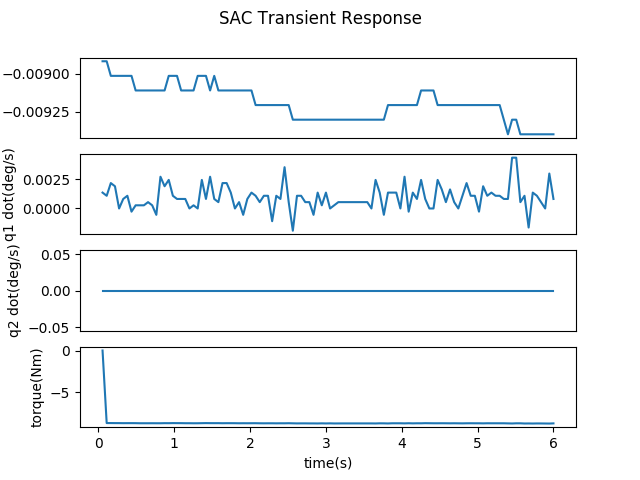 SAC Transient Response
−0.00900
−0.00925
q1 dot(deg/s)
0.0025
0.0000
q2 dot(deg/s)
0.05
0.00
−0.05
torque(Nm)
0
−5
0 1 2 3 4 5 6
time(s)